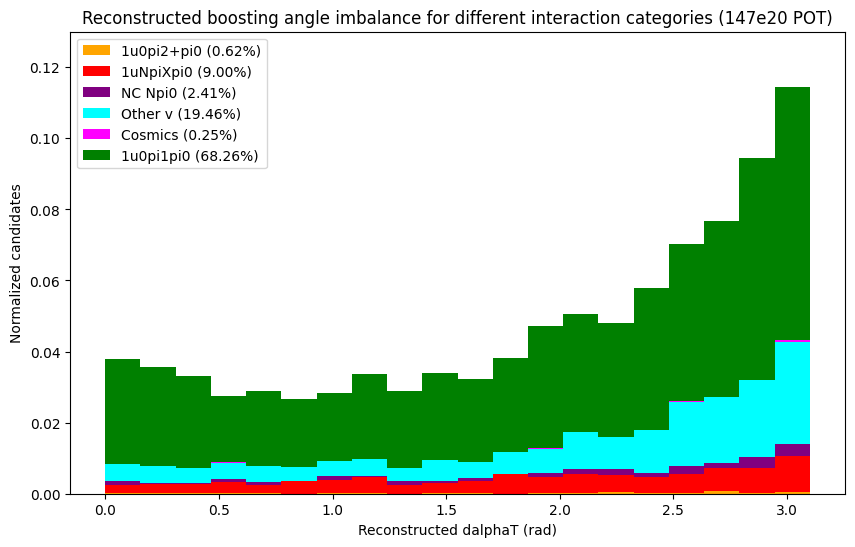 Reconstructed boosting angle imbalance for different interaction categories (147e20 POT)
1u0pi2+pi0 (0.62%)
1uNpiXpi0 (9.00%)
NC Npi0 (2.41%)
Other v (19.46%)
Cosmics (0.25%)
1u0pi1pi0 (68.26%)
Normalized candidates
0.12
0.10
0.08
0.06
0.04
0.02
0.00
0.0 0.5 1.0 1.5 2.0 2.5 3.0
Reconstructed dalphaT (rad)